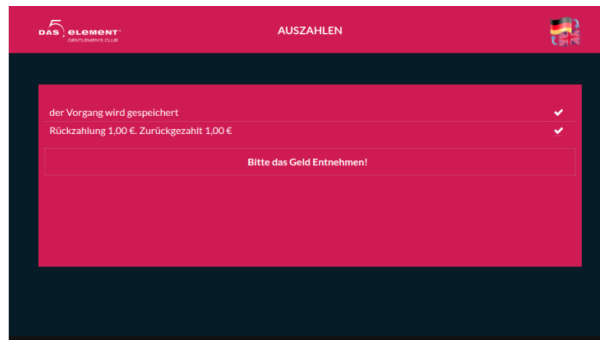 DAS 5 ELEMENT
GENTLEMEN'S CLUB
AUSZAHLEN
der Vorgang wird gespeichert
Rückzahlung 1,00 €. Zurückgezahlt 1,00 €
Bitte das Geld Entnehmen!